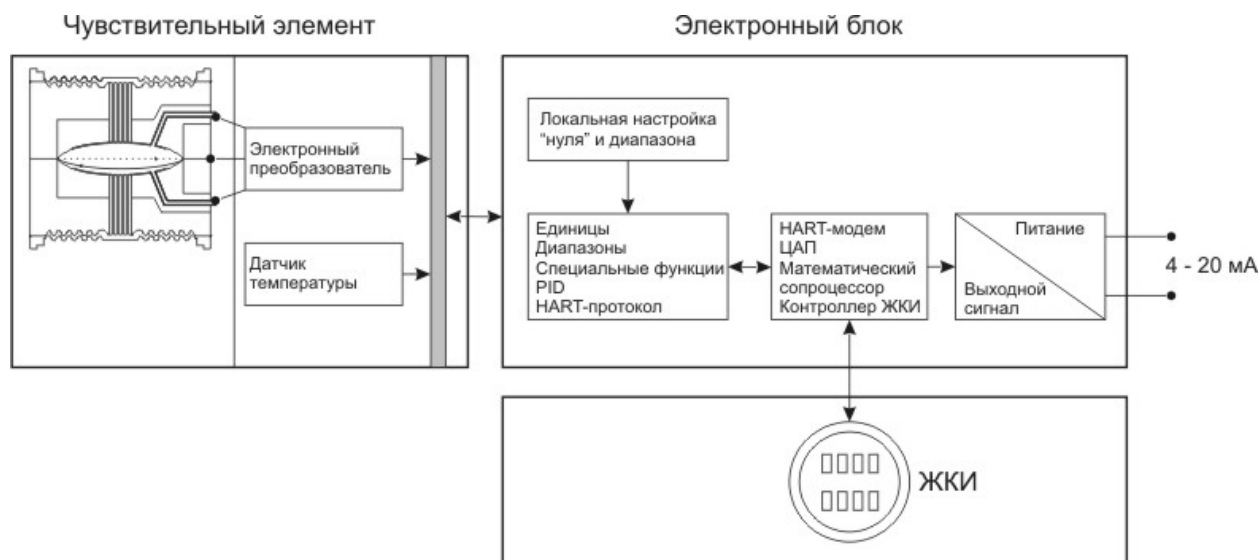 Чувствительный элемент
Электронный блок
Электронный
преобразователь
Датчик
температуры
Локальная настройка
"нуля" и диапазона
Единицы
Диапазоны
Специальные функции
PID
HART-протокол
HART-модем
ЦАП
Математический
сопроцессор
Контроллер ЖКИ
Питание
Выходной
сигнал
4 - 20 мА
ЖКИ